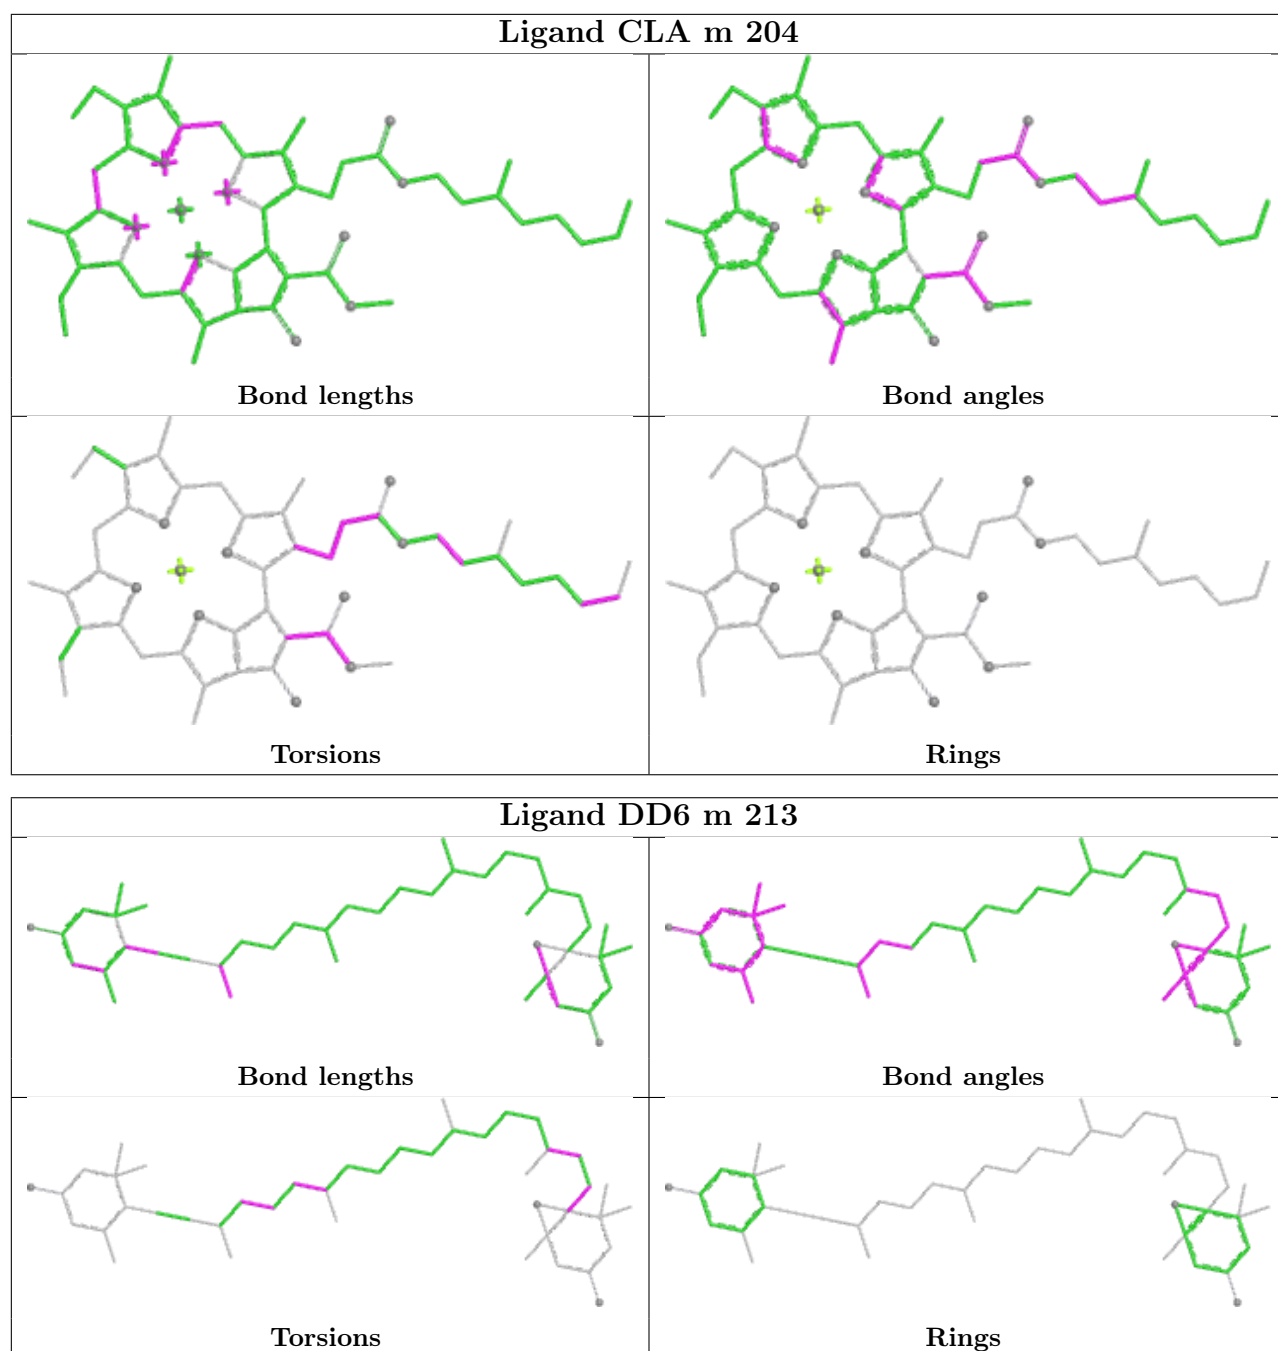 Ligand CLA m 204
Bond lengths
Bond angles
Torsions
Rings
Ligand DD6 m 213
Bond lengths
Bond angles
Torsions
Rings